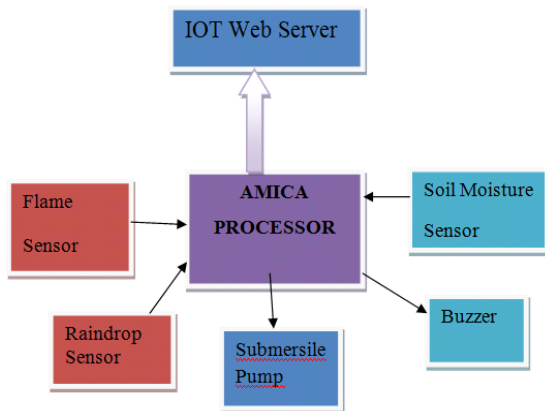 IOT Web Server
AMICA
PROCESSOR
Flame
Sensor
Soil Moisture
Sensor
Raindrop
Sensor
Submersile
Pump
Buzzer